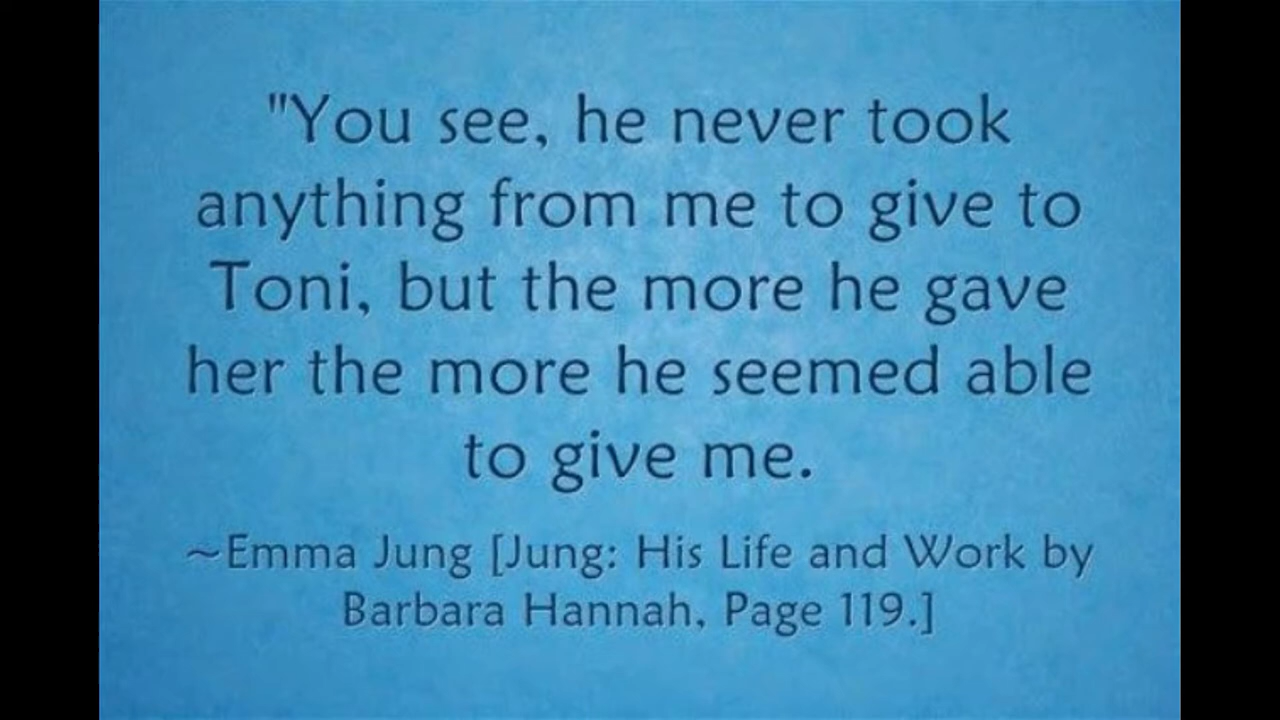 "You see, he never took
anything from me to give to
Toni, but the more he gave
her the more he seemed able
to give me.
~Emma Jung [Jung: His Life and Work by
Barbara Hannah, Page 119.]